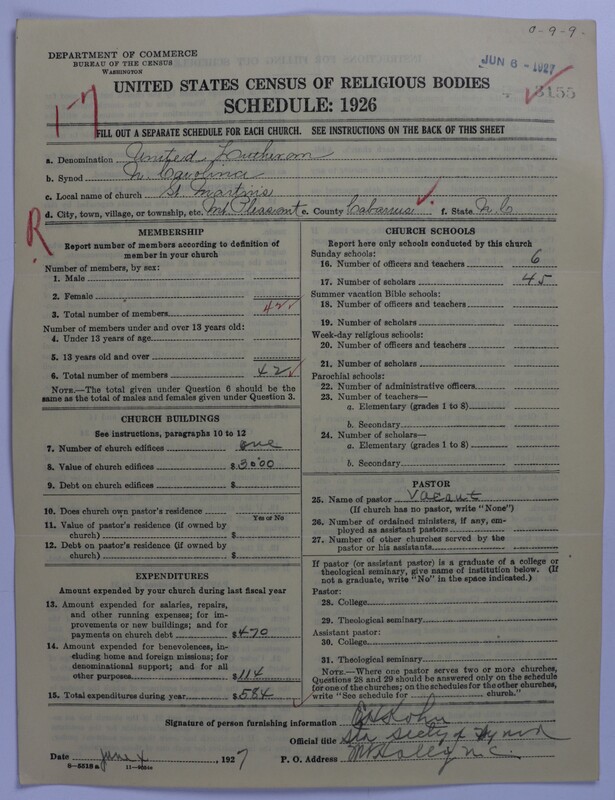 0-9-9
DEPARTMENT OF COMMERCE
BUREAU OF THE CENSUS
WASHINGTON
JUN 6 - 1927
3155
UNITED STATES CENSUS OF RELIGIOUS BODIES
SCHEDULE: 1926
1-7
FILL OUT A SEPARATE SCHEDULE FOR EACH CHURCH. SEE INSTRUCTIONS ON THE BACK OF THIS SHEET
a. Denomination United Lutheran
b. Synod N. Carolina
c. Local name of church St. Martins
d. City, town, village, or township, etc. Mt. Pleasant e. County Cabarrus f. State N.C.
R
MEMBERSHIP
Report number of members according to definition of
member in your church
Number of members, by sex:
1. Male
2. Female
3. Total number of members 42
Number of members under and over 13 years old:
4. Under 13 years of age
5. 13 years old and over
6. Total number of members 42
NOTE.—The total given under Question 6 should be the
same as the total of males and females given under Question 3.
CHURCH BUILDINGS
See instructions, paragraphs 10 to 12
7. Number of church edifices one
8. Value of church edifices $3000
9. Debt on church edifices $
10. Does church own pastor's residence
Yes or No
11. Value of pastor's residence (if owned by
church) $
12. Debt on pastor's residence (if owned by
church) $
EXPENDITURES
Amount expended by your church during last fiscal year
13. Amount expended for salaries, repairs,
and other running expenses; for im-
provements or new buildings; and for
payments on church debt $470
14. Amount expended for benevolences, in-
cluding home and foreign missions; for
denominational support; and for all
other purposes $114
15. Total expenditures during year $584
CHURCH SCHOOLS
Report here only schools conducted by this church
Sunday schools:
16. Number of officers and teachers 6
17. Number of scholars 45
Summer vacation Bible schools:
18. Number of officers and teachers
19. Number of scholars
Week-day religious schools:
20. Number of officers and teachers
21. Number of scholars
Parochial schools:
22. Number of administrative officers
23. Number of teachers—
a. Elementary (grades 1 to 8)
b. Secondary
24. Number of scholars—
a. Elementary (grades 1 to 8)
b. Secondary
PASTOR
25. Name of pastor Vacant
(If church has no pastor, write "None")
26. Number of ordained ministers, if any, em-
ployed as assistant pastors
27. Number of other churches served by the
pastor or his assistants
If pastor (or assistant pastor) is a graduate of a college or
theological seminary, give name of institution below. (If
not a graduate, write "No" in the space indicated.)
Pastor:
28. College
29. Theological seminary
Assistant pastor:
30. College
31. Theological seminary
NOTE.—Where one pastor serves two or more churches,
Questions 28 and 29 should be answered only on the schedule
for one of the churches; on the schedules for the other churches,
write "See schedule for church."
Signature of person furnishing information
Official title Secty of Synod
Date June, 1927 P. O. Address Mt Holly N.C.
8-5518 a